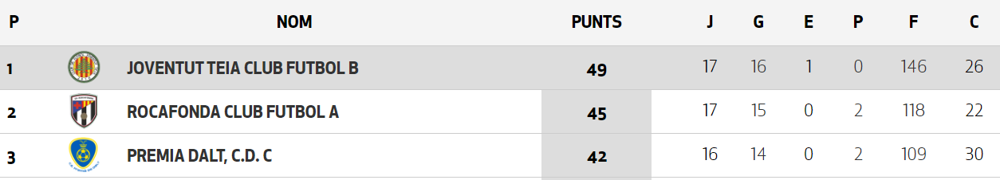 P NOM PUNTS J G E P F C
1 JOVENTUT TEIA CLUB FUTBOL B 49 17 16 1 0 146 26
2 ROCAFONDA CLUB FUTBOL A 45 17 15 0 2 118 22
3 PREMIA DALT, C.D. C 42 16 14 0 2 109 30